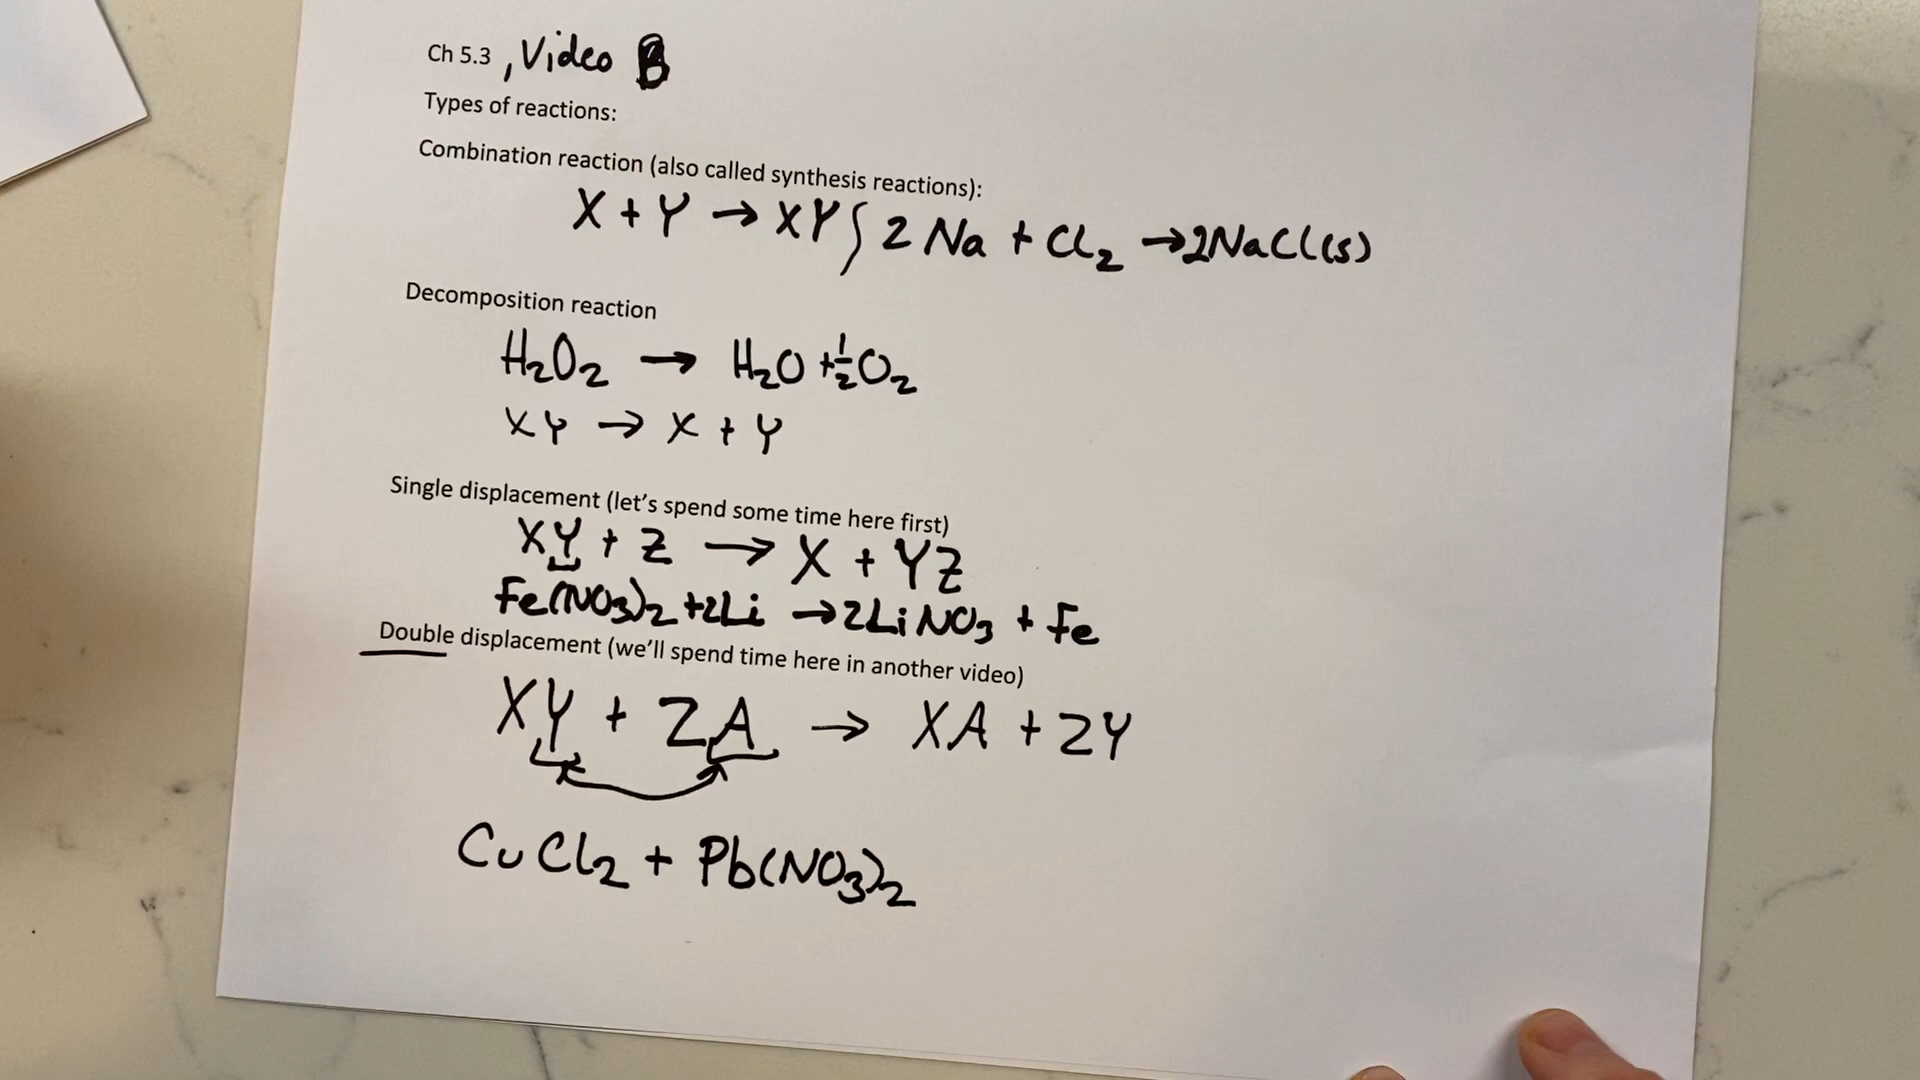 Ch 5.3, Video B
Types of reactions:
Combination reaction (also called synthesis reactions):
X + Y → XY ∫ 2 Na + Cl₂ → 2NaCl(s)
Decomposition reaction
H₂O₂ → H₂O + ½O₂
XY → X + Y
Single displacement (let's spend some time here first)
XY + Z → X + YZ
Fe(NO₃)₂ + 2Li → 2LiNO₃ + Fe
Double displacement (we'll spend time here in another video)
XY + ZA → XA + ZY
CuCl₂ + Pb(NO₃)₂